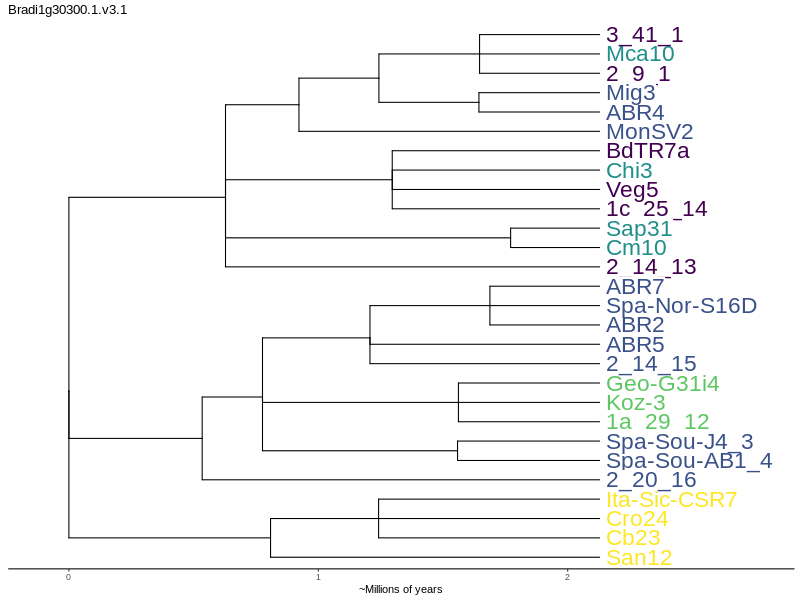 Bradi1g30300.1.v3.1
3_41_1
Mca10
2_9_1
Mig3
ABR4
MonSV2
BdTR7a
Chi3
Veg5
1c_25_14
Sap31
Cm10
2_14_13
ABR7
Spa-Nor-S16D
ABR2
ABR5
2_14_15
Geo-G31i4
Koz-3
1a_29_12
Spa-Sou-J4_3
Spa-Sou-AB1_4
2_20_16
Ita-Sic-CSR7
Cro24
Cb23
San12
0 1 2
~Millions of years